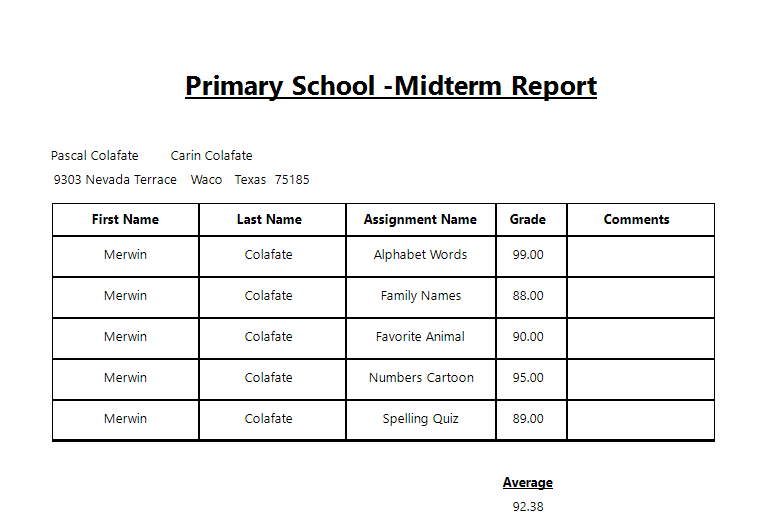 Primary School -Midterm Report
Pascal Colafate Carin Colafate
9303 Nevada Terrace Waco Texas 75185
First Name Last Name Assignment Name Grade Comments
Merwin Colafate Alphabet Words 99.00
Merwin Colafate Family Names 88.00
Merwin Colafate Favorite Animal 90.00
Merwin Colafate Numbers Cartoon 95.00
Merwin Colafate Spelling Quiz 89.00
Average
92.38